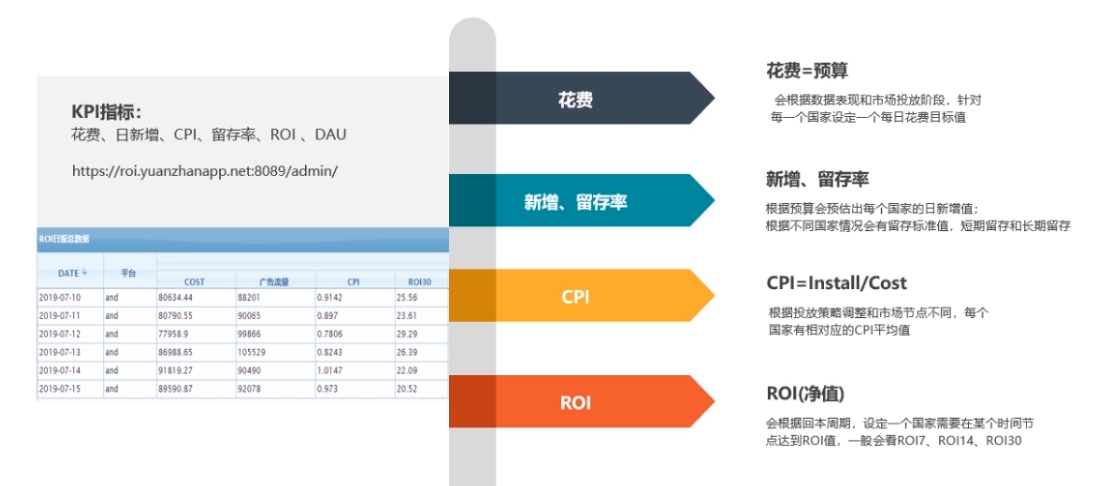 KPI指标：
花费、日新增、CPI、留存率、ROI 、DAU
https://roi.yuanzhanapp.net:8089/admin/
ROI日报总数据
DATE 平台 COST 广告流量 CPI ROI30
2019-07-10 and 80634.44 88201 0.9142 25.56
2019-07-11 and 80790.55 90065 0.897 23.61
2019-07-12 and 77958.9 99866 0.7806 29.29
2019-07-13 and 86988.65 105529 0.8243 26.39
2019-07-14 and 91819.27 90490 1.0147 22.09
2019-07-15 and 89590.87 92078 0.973 20.52
花费
花费=预算
会根据数据表现和市场投放阶段，针对
每一个国家设定一个每日花费目标值
新增、留存率
新增、留存率
根据预算会预估出每个国家的日新增值；
根据不同国家情况会有留存标准值，短期留存和长期留存
CPI
CPI=Install/Cost
根据投放策略调整和市场节点不同，每个
国家有相对应的CPI平均值
ROI
ROI(净值)
会根据回本周期，设定一个国家需要在某个时间节
点达到ROI值，一般会看ROI7、ROI14、ROI30